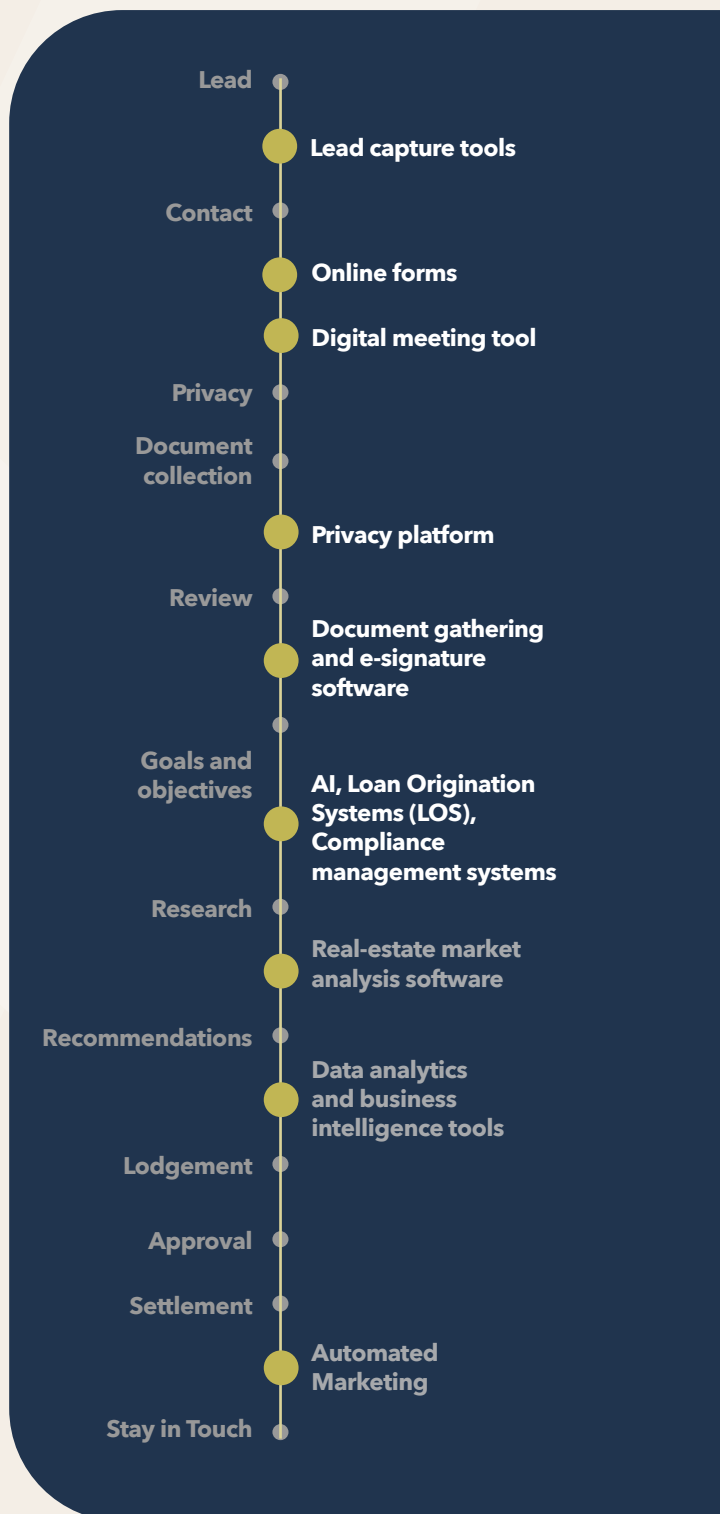 Lead
Lead capture tools
Contact
Online forms
Digital meeting tool
Privacy
Document
collection
Privacy platform
Review
Document gathering
and e-signature
software
Goals and
objectives
AI, Loan Origination
Systems (LOS),
Compliance
management systems
Research
Real-estate market
analysis software
Recommendations
Data analytics
and business
intelligence tools
Lodgement
Approval
Settlement
Automated
Marketing
Stay in Touch